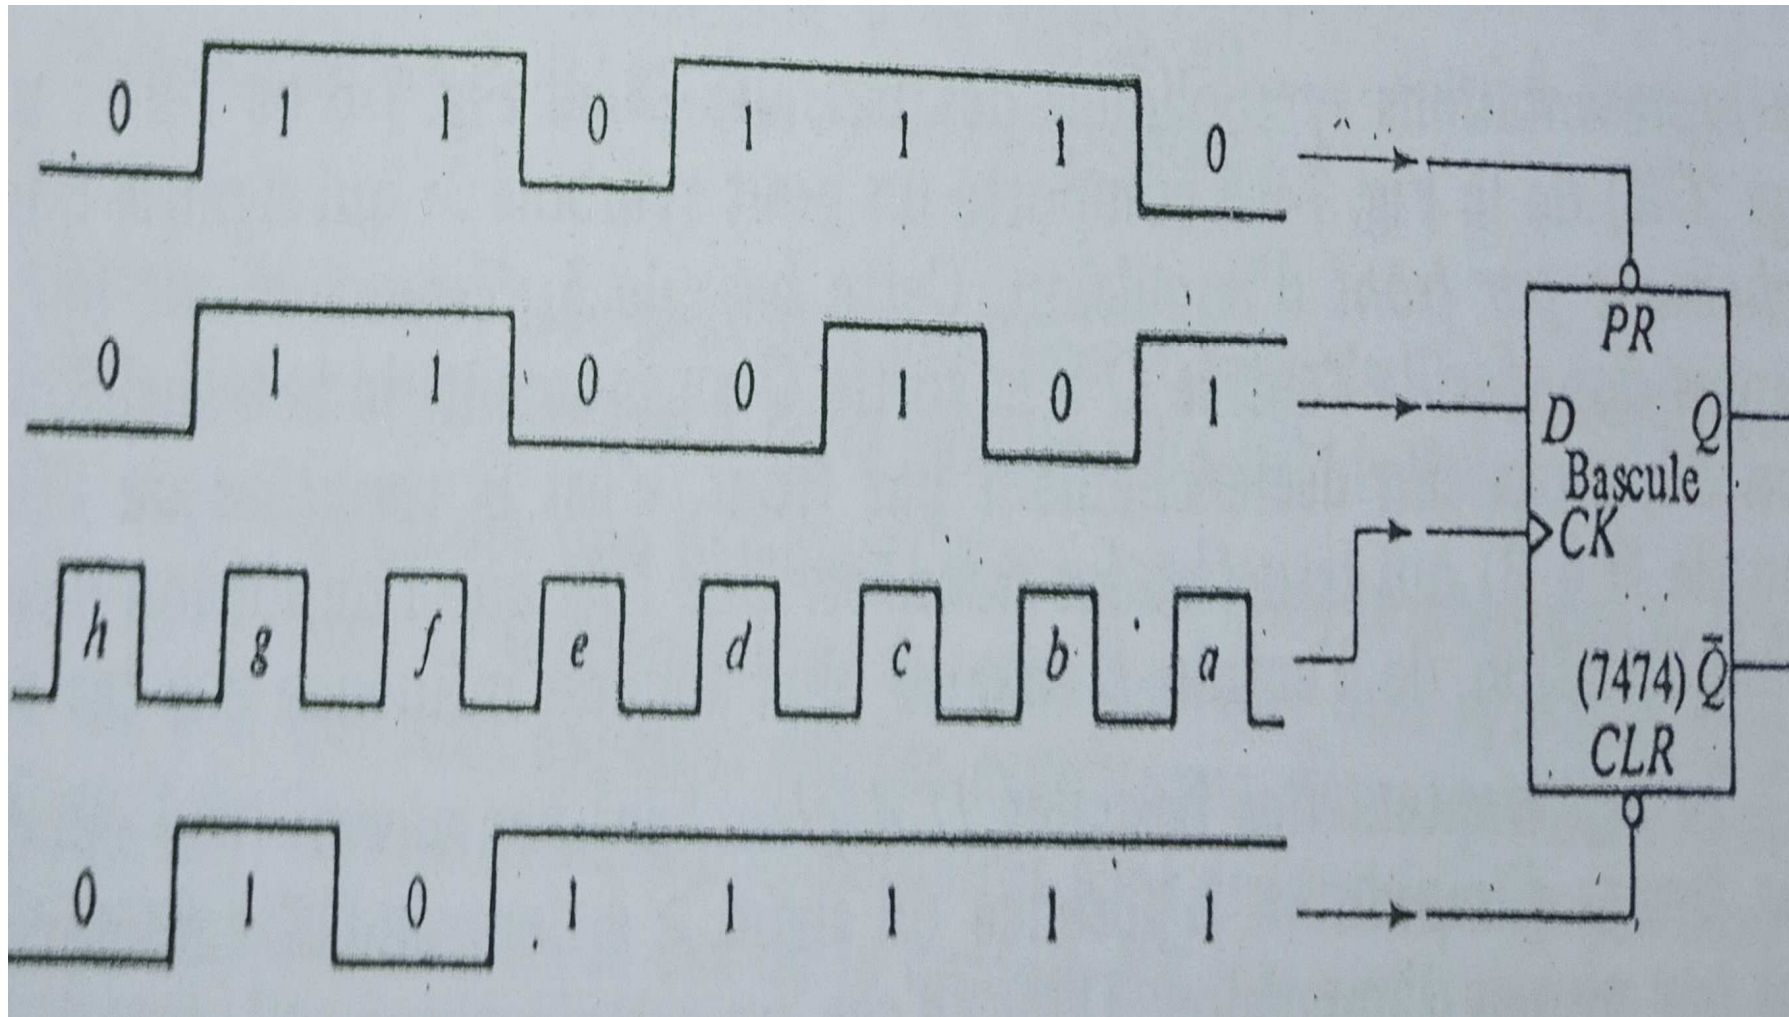 0 1 1 0 1 1 1 0
PR
0 1 1 0 0 1 0 1
D Q
Bascule
CK
h g f e d c b a
(7474) Q̄
CLR
0 1 0 1 1 1 1 1